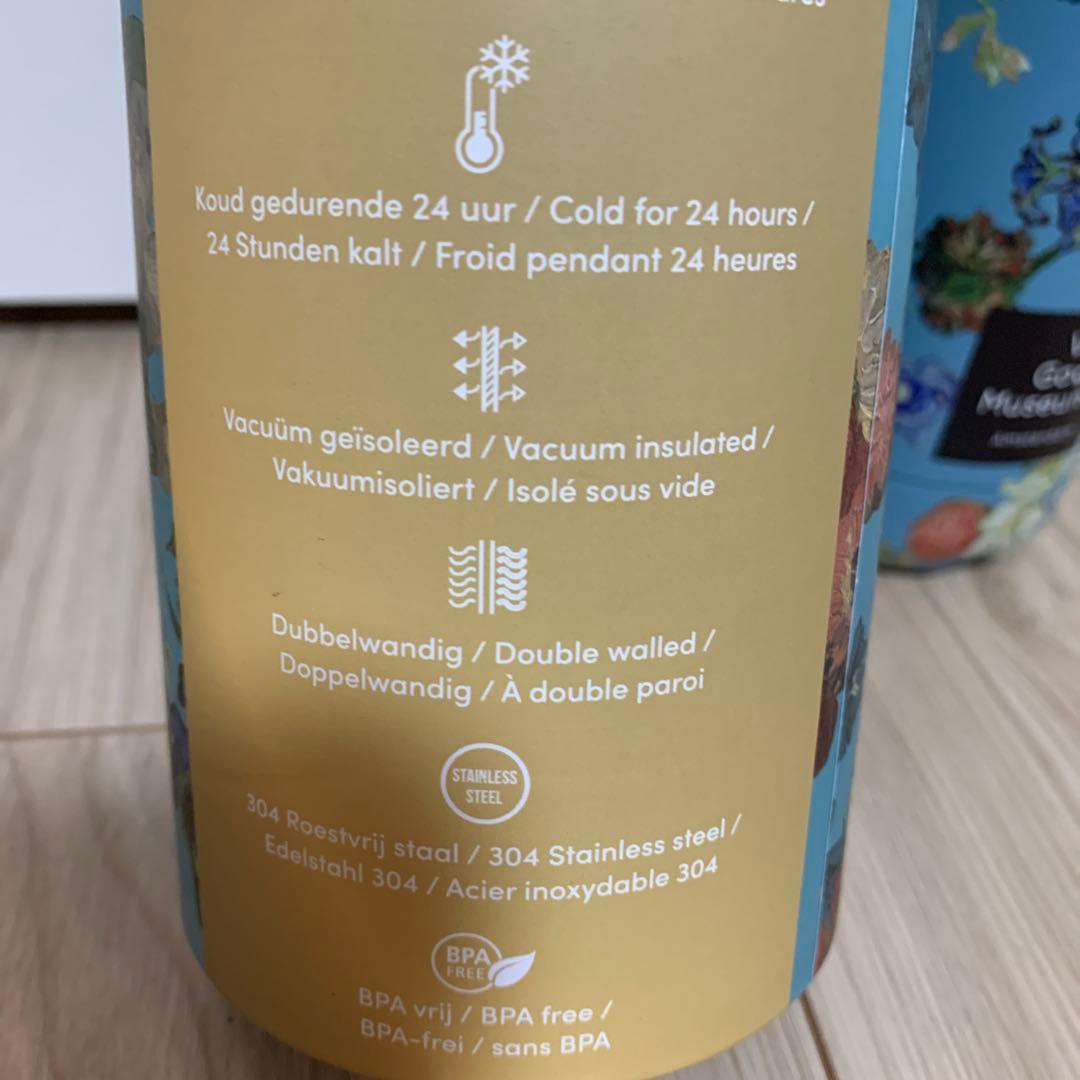 Koud gedurende 24 uur / Cold for 24 hours /
24 Stunden kalt / Froid pendant 24 heures
Vacuüm geïsoleerd / Vacuum insulated /
Vakuumisoliert / Isolé sous vide
Dubbelwandig / Double walled /
Doppelwandig / À double paroi
STAINLESS
STEEL
304 Roestvrij staal / 304 Stainless steel /
Edelstahl 304 / Acier inoxydable 304
BPA
FREE
BPA vrij / BPA free /
BPA-frei / sans BPA